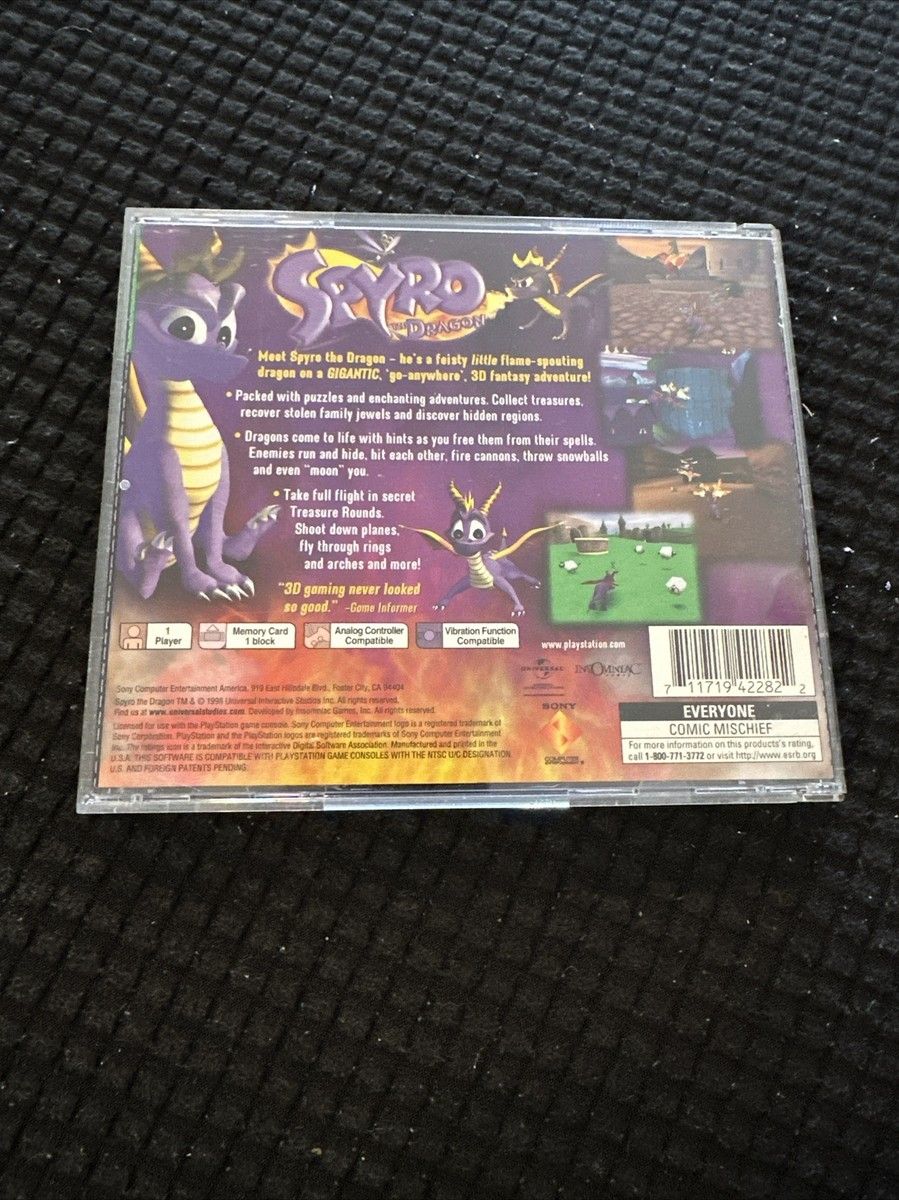 SPYRO
THE DRAGON
Meet Spyro the Dragon – he's a feisty little flame-spouting
dragon on a GIGANTIC, 'go-anywhere', 3D fantasy adventure!
• Packed with puzzles and enchanting adventures. Collect treasures,
recover stolen family jewels and discover hidden regions.
• Dragons come to life with hints as you free them from their spells.
Enemies run and hide, hit each other, fire cannons, throw snowballs
and even "moon" you.
• Take full flight in secret
Treasure Rounds.
Shoot down planes,
fly through rings
and arches and more!
"3D gaming never looked
so good." –Game Informer
1
Player
Memory Card
1 block
Analog Controller
Compatible
Vibration Function
Compatible
www.playstation.com
UNIVERSAL
INSOMNIAC
GAMES
SONY
COMPUTER
7 11719 42282 2
EVERYONE
COMIC MISCHIEF
For more information on this product's rating,
call 1-800-771-3772 or visit http://www.esrb.org
Sony Computer Entertainment America, 919 East Hillsdale Blvd., Foster City, CA 94404
Spyro the Dragon TM & © 1998 Universal Interactive Studios Inc. All rights reserved.
Find us at www.universalstudios.com. Developed by Insomniac Games, Inc. All rights reserved.
Licensed for use with the PlayStation game console. Sony Computer Entertainment logo is a registered trademark of
Sony Corporation. PlayStation and the PlayStation logos are registered trademarks of Sony Computer Entertainment
Inc. The ratings icon is a trademark of the Interactive Digital Software Association. Manufactured and printed in the
U.S.A. THIS SOFTWARE IS COMPATIBLE WITH PLAYSTATION GAME CONSOLES WITH THE NTSC U/C DESIGNATION.
U.S. AND FOREIGN PATENTS PENDING.